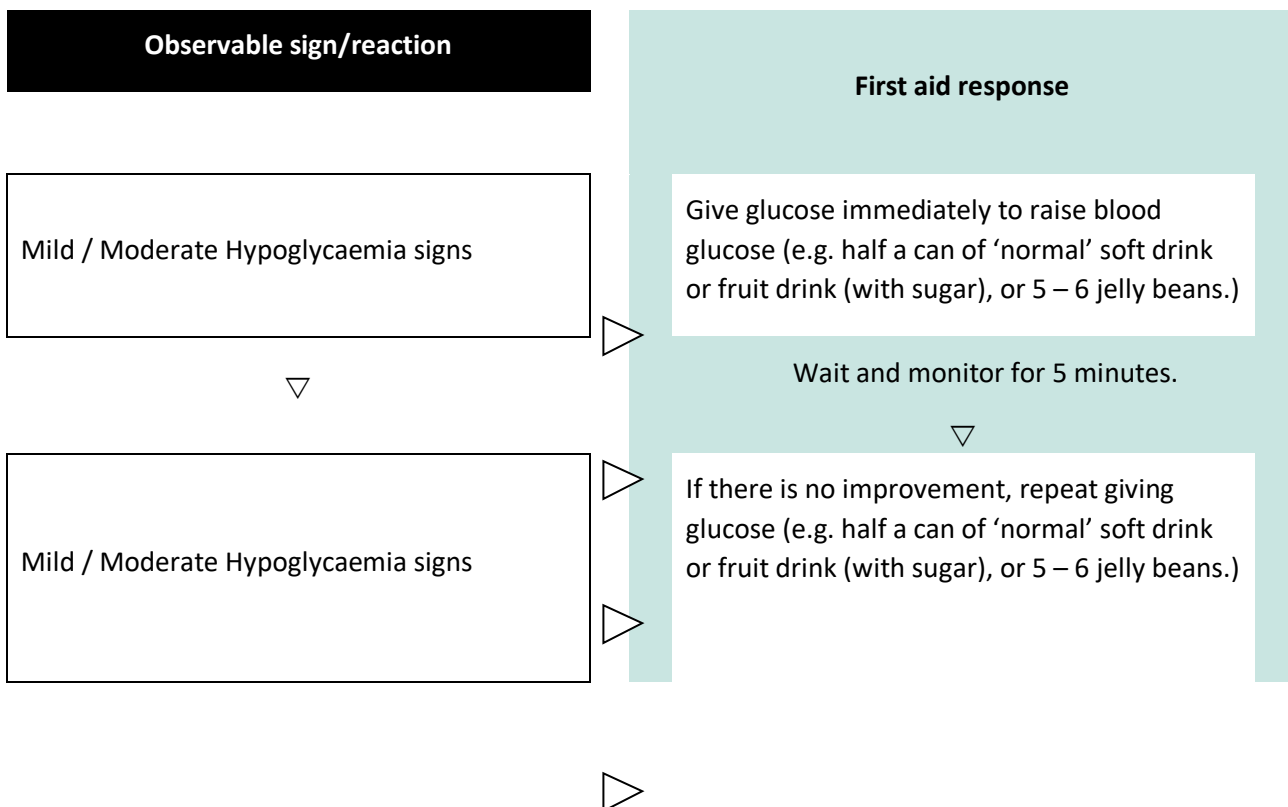 Observable sign/reaction
First aid response
Mild / Moderate Hypoglycaemia signs
Give glucose immediately to raise blood
glucose (e.g. half a can of ‘normal’ soft drink
or fruit drink (with sugar), or 5 – 6 jelly beans.)
Wait and monitor for 5 minutes.
Mild / Moderate Hypoglycaemia signs
If there is no improvement, repeat giving
glucose (e.g. half a can of ‘normal’ soft drink
or fruit drink (with sugar), or 5 – 6 jelly beans.)